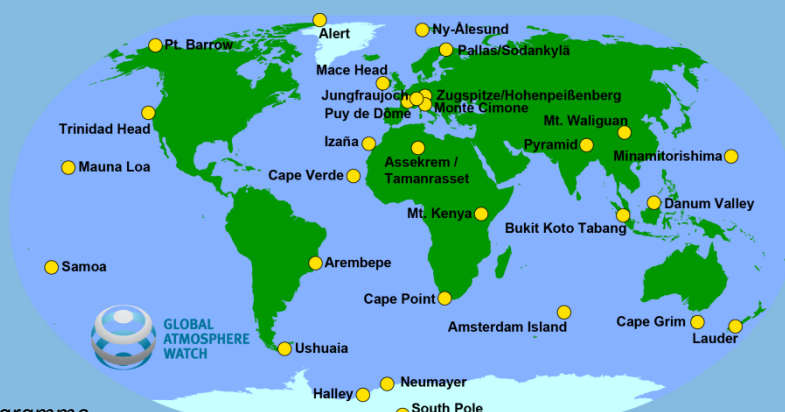 Alert
Ny-Ålesund
Pt. Barrow
Pallas/Sodankylä
Mace Head
Jungfraujoch
Zugspitze/Hohenpeißenberg
Monte Cimone
Puy de Dôme
Trinidad Head
Mt. Waliguan
Izaña
Pyramid
Assekrem /
Tamanrasset
Minamitorishima
Mauna Loa
Cape Verde
Danum Valley
Mt. Kenya
Bukit Koto Tabang
Samoa
Arembepe
Cape Point
Amsterdam Island
Cape Grim
Lauder
GLOBAL
ATMOSPHERE
WATCH
Ushuaia
Neumayer
Halley
South Pole